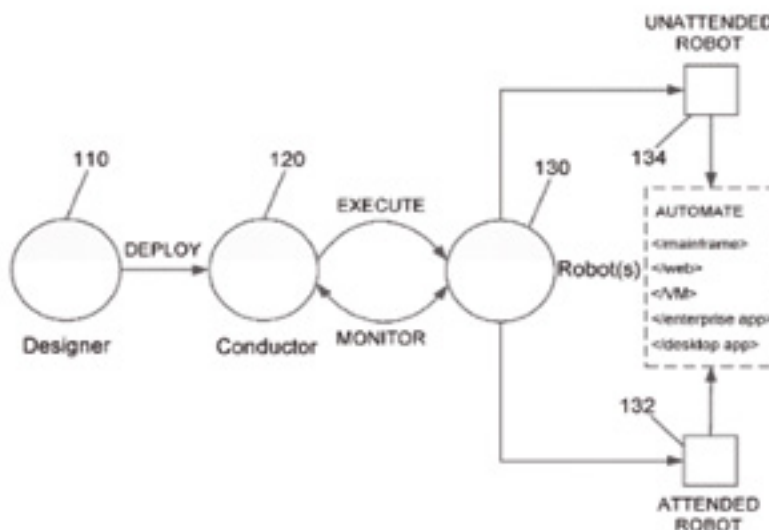 UNATTENDED
ROBOT
110
120
130
134
EXECUTE
DEPLOY
AUTOMATE
</mainframe>
</web>
</VM>
</enterprise app>
</desktop app>
Robot(s)
Designer
Conductor
MONITOR
132
ATTENDED
ROBOT